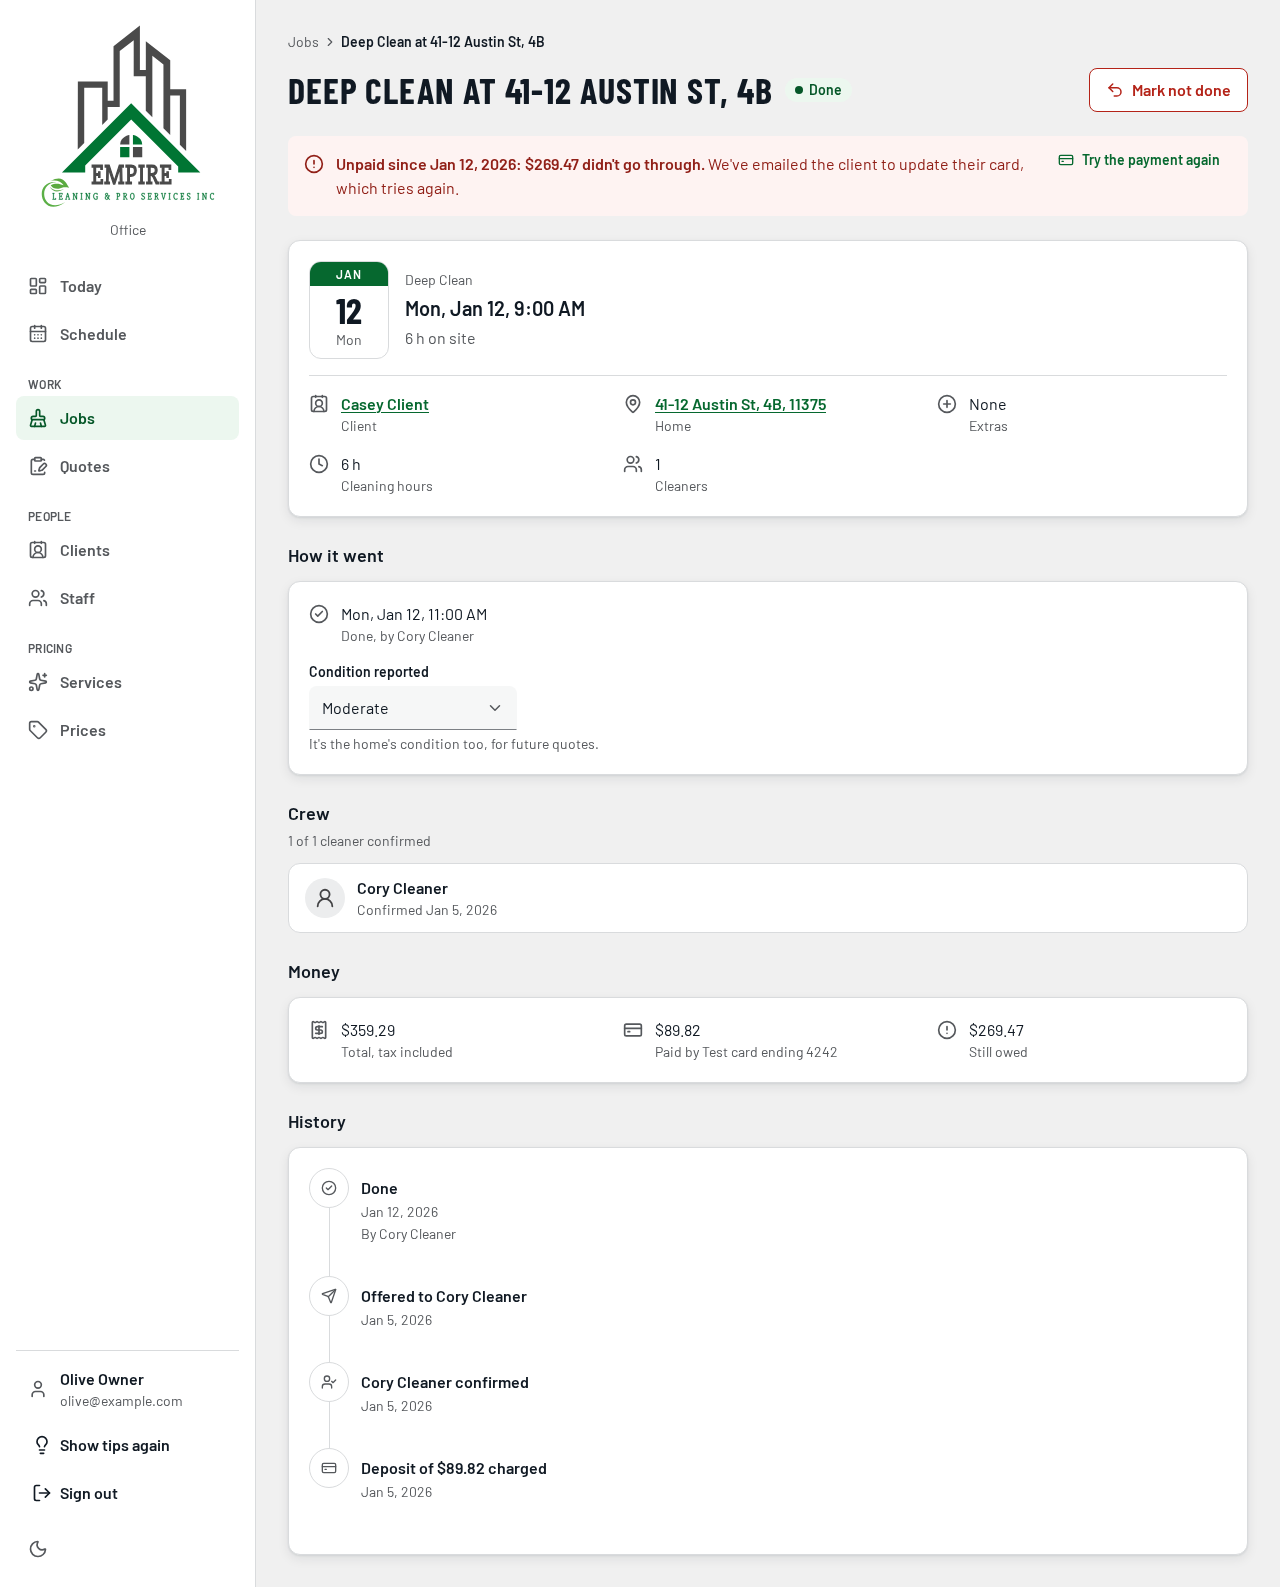 EMPIRE
LEANING & PRO SERVICES INC
Office
Today
Schedule
WORK
Jobs
Quotes
PEOPLE
Clients
Staff
PRICING
Services
Prices
Olive Owner
olive@example.com
Show tips again
Sign out
Jobs > Deep Clean at 41-12 Austin St, 4B
DEEP CLEAN AT 41-12 AUSTIN ST, 4B
Done
Mark not done
Unpaid since Jan 12, 2026: $269.47 didn't go through. We've emailed the client to update their card,
which tries again.
Try the payment again
JAN
12
Mon
Deep Clean
Mon, Jan 12, 9:00 AM
6 h on site
Casey Client
Client
41-12 Austin St, 4B, 11375
Home
None
Extras
6 h
Cleaning hours
1
Cleaners
How it went
Mon, Jan 12, 11:00 AM
Done, by Cory Cleaner
Condition reported
Moderate
It's the home's condition too, for future quotes.
Crew
1 of 1 cleaner confirmed
Cory Cleaner
Confirmed Jan 5, 2026
Money
$359.29
Total, tax included
$89.82
Paid by Test card ending 4242
$269.47
Still owed
History
Done
Jan 12, 2026
By Cory Cleaner
Offered to Cory Cleaner
Jan 5, 2026
Cory Cleaner confirmed
Jan 5, 2026
Deposit of $89.82 charged
Jan 5, 2026